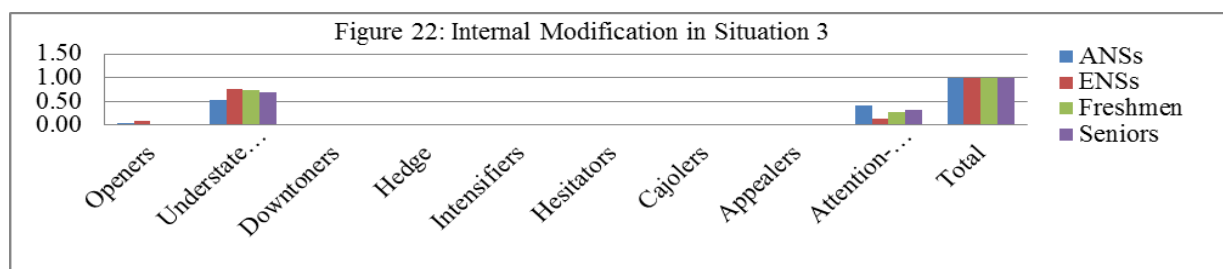 Figure 22: Internal Modification in Situation 3
1.50
1.00
0.50
0.00
Openers
Understate…
Downtoners
Hedge
Intensifiers
Hesitators
Cajolers
Appealers
Attention-…
Total
ANSs
ENSs
Freshmen
Seniors